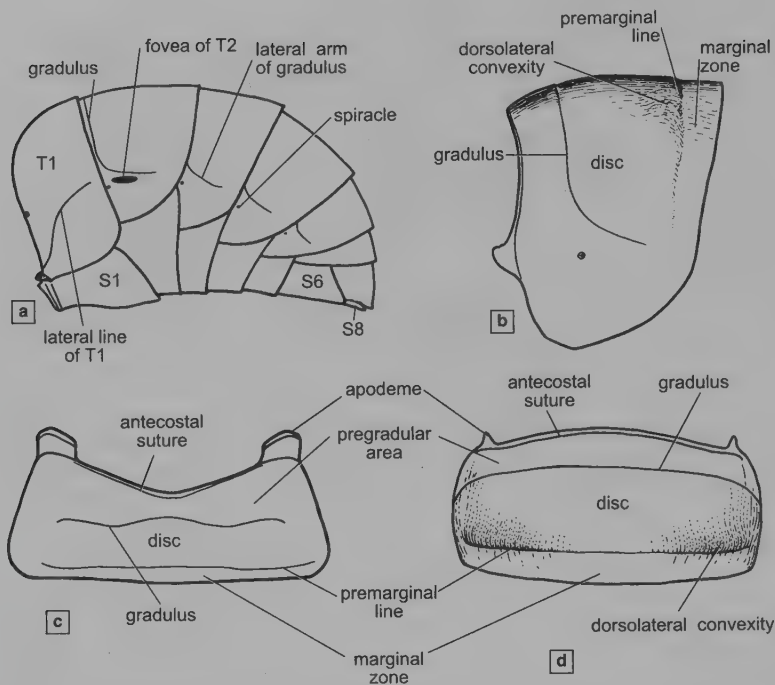 fovea of T2
gradulus
lateral arm
of gradulus
spiracle
T1
S1
S6
S8
a
lateral line
of T1
premarginal
line
dorsolateral
convexity
marginal
zone
gradulus
disc
b
apodeme
antecostal
suture
pregradular
area
disc
gradulus
premarginal
line
c
marginal
zone
antecostal
suture
gradulus
disc
dorsolateral convexity
d